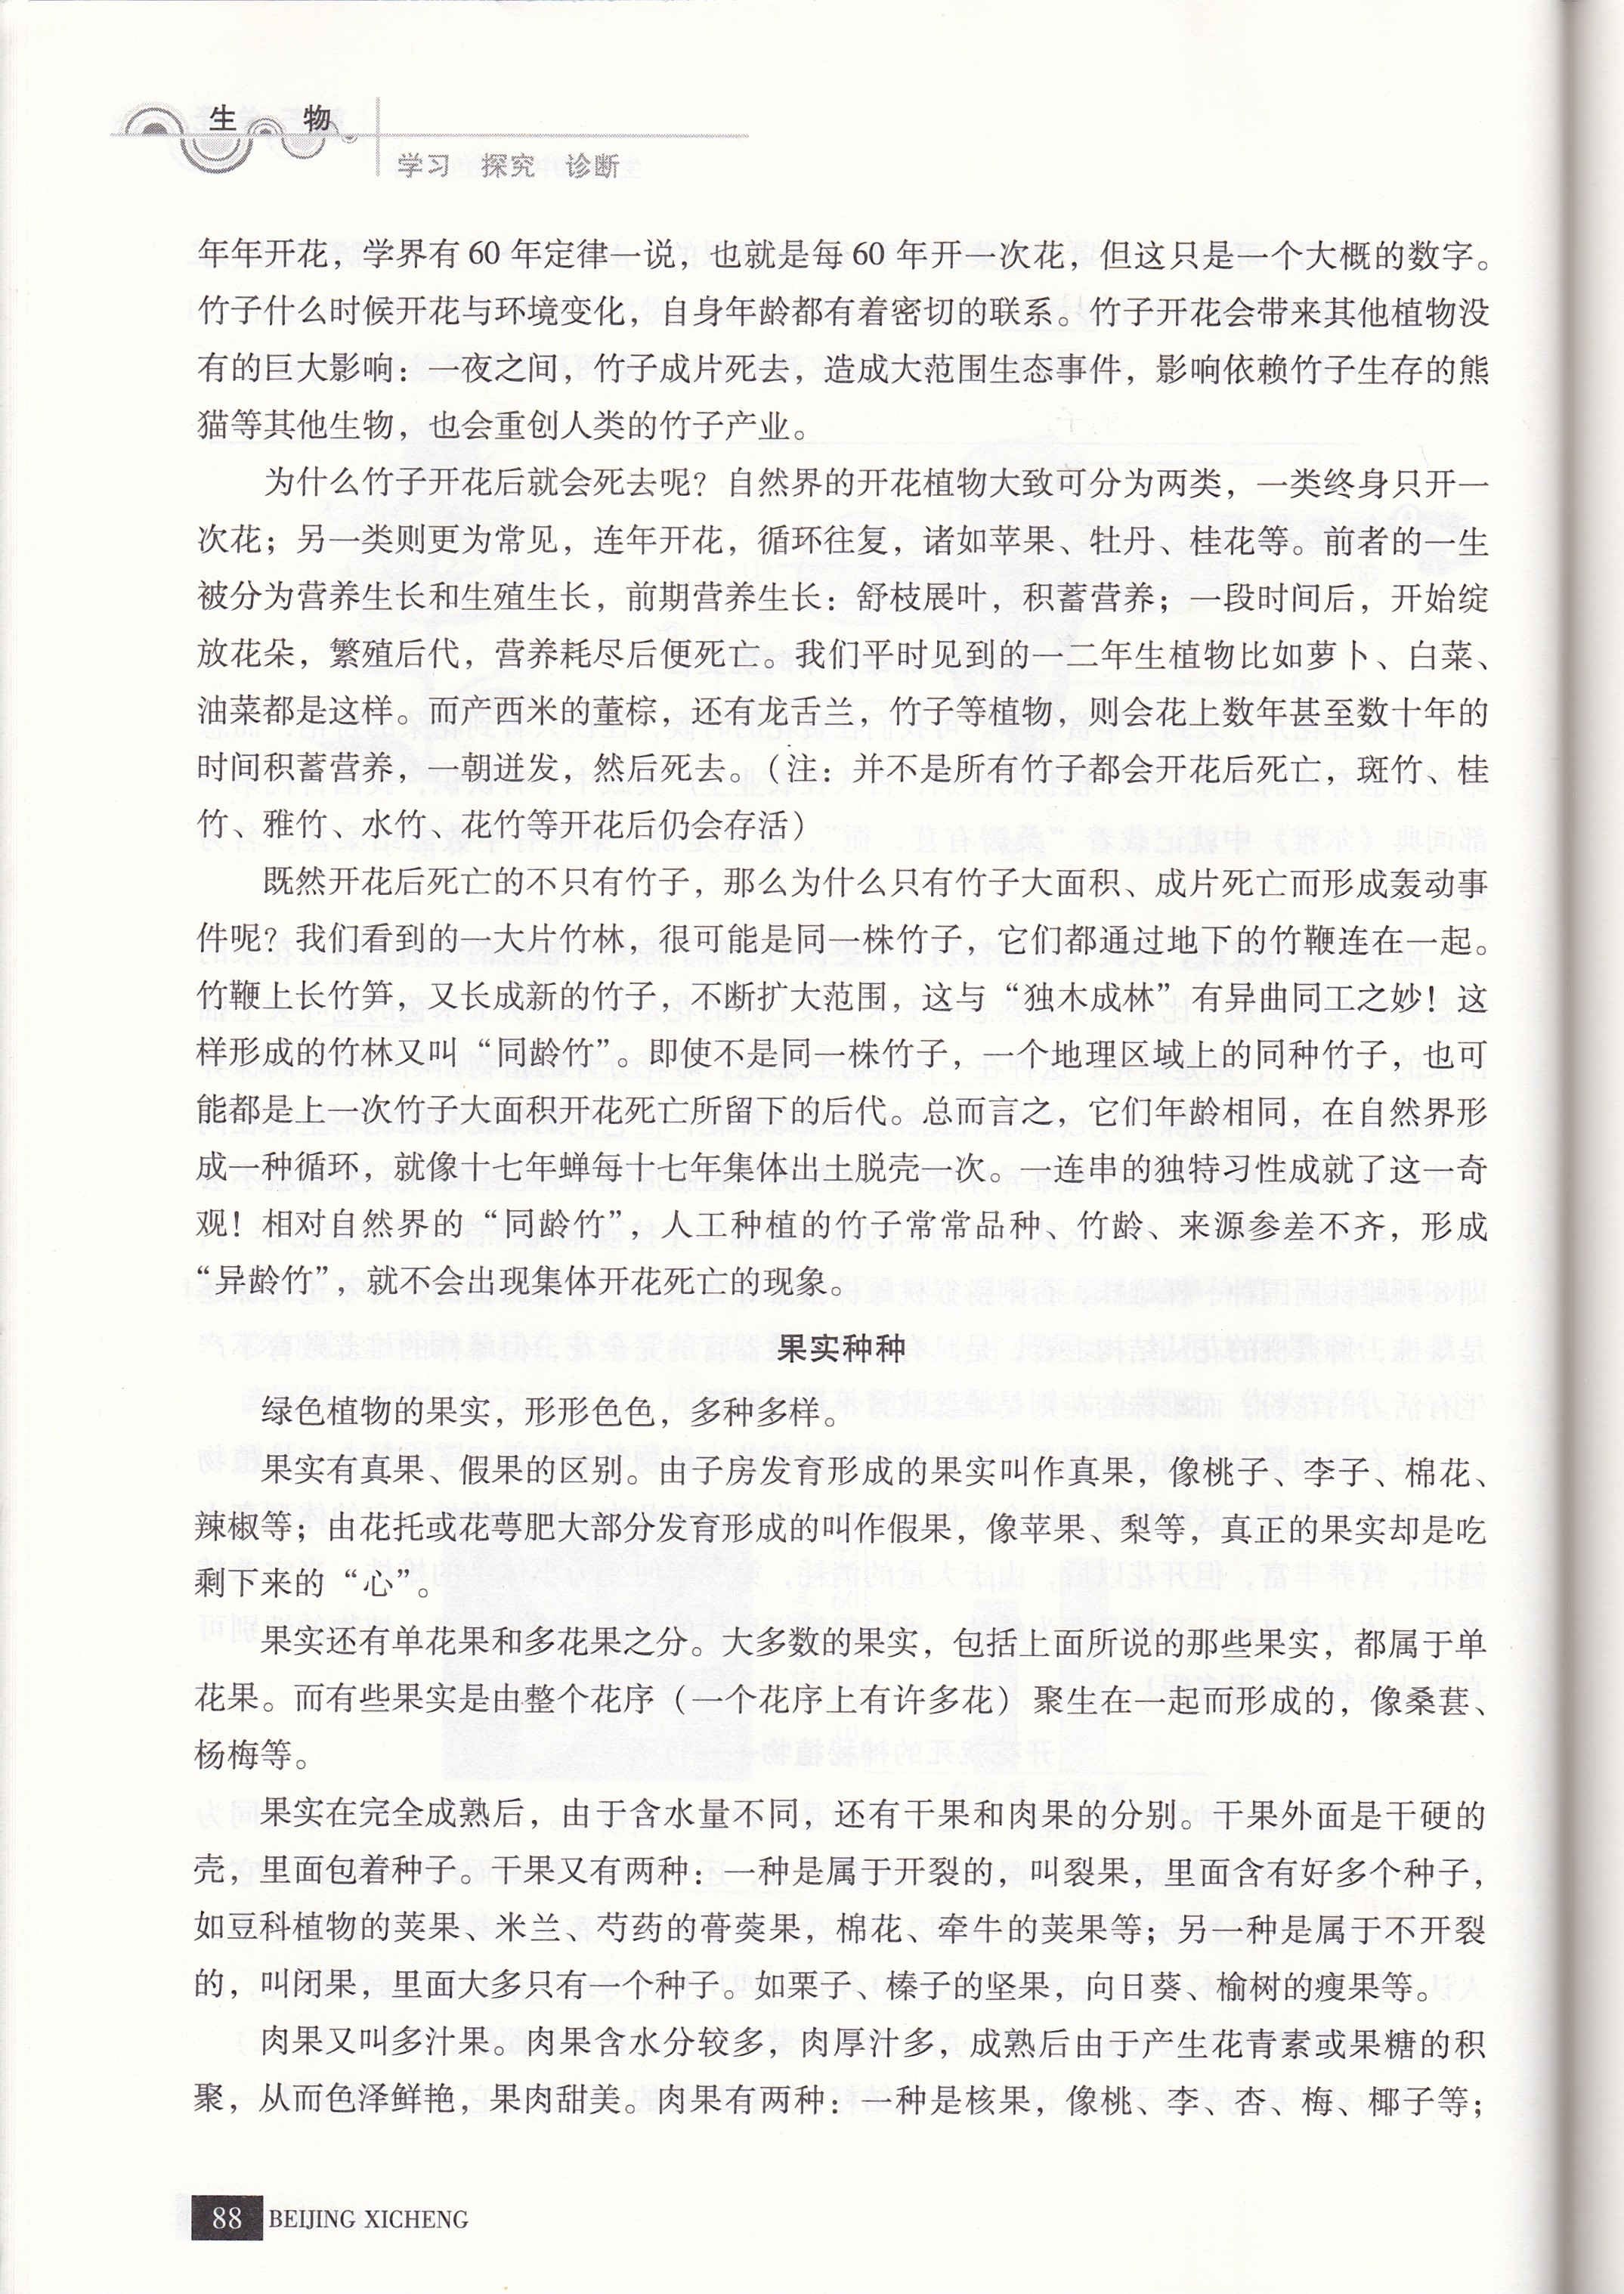 生 物
学习 探究 诊断
年年开花，学界有 60 年定律一说，也就是每 60 年开一次花，但这只是一个大概的数字。
竹子什么时候开花与环境变化，自身年龄都有着密切的联系。竹子开花会带来其他植物没
有的巨大影响：一夜之间，竹子成片死去，造成大范围生态事件，影响依赖竹子生存的熊
猫等其他生物，也会重创人类的竹子产业。
为什么竹子开花后就会死去呢？自然界的开花植物大致可分为两类，一类终身只开一
次花；另一类则更为常见，连年开花，循环往复，诸如苹果、牡丹、桂花等。前者的一生
被分为营养生长和生殖生长，前期营养生长：舒枝展叶，积蓄营养；一段时间后，开始绽
放花朵，繁殖后代，营养耗尽后便死亡。我们平时见到的一二年生植物比如萝卜、白菜、
油菜都是这样。而产西米的董棕，还有龙舌兰，竹子等植物，则会花上数年甚至数十年的
时间积蓄营养，一朝迸发，然后死去。（注：并不是所有竹子都会开花后死亡，斑竹、桂
竹、雅竹、水竹、花竹等开花后仍会存活）
既然开花后死亡的不只有竹子，那么为什么只有竹子大面积、成片死亡而形成轰动事
件呢？我们看到的一大片竹林，很可能是同一株竹子，它们都通过地下的竹鞭连在一起。
竹鞭上长竹笋，又长成新的竹子，不断扩大范围，这与“独木成林”有异曲同工之妙！这
样形成的竹林又叫“同龄竹”。即使不是同一株竹子，一个地理区域上的同种竹子，也可
能都是上一次竹子大面积开花死亡所留下的后代。总而言之，它们年龄相同，在自然界形
成一种循环，就像十七年蝉每十七年集体出土脱壳一次。一连串的独特习性成就了这一奇
观！相对自然界的“同龄竹”，人工种植的竹子常常品种、竹龄、来源参差不齐，形成
“异龄竹”，就不会出现集体开花死亡的现象。
果实种种
绿色植物的果实，形形色色，多种多样。
果实有真果、假果的区别。由子房发育形成的果实叫作真果，像桃子、李子、棉花、
辣椒等；由花托或花萼肥大部分发育形成的叫作假果，像苹果、梨等，真正的果实却是吃
剩下来的“心”。
果实还有单花果和多花果之分。大多数的果实，包括上面所说的那些果实，都属于单
花果。而有些果实是由整个花序（一个花序上有许多花）聚生在一起而形成的，像桑葚、
杨梅等。
果实在完全成熟后，由于含水量不同，还有干果和肉果的分别。干果外面是干硬的
壳，里面包着种子。干果又有两种：一种是属于开裂的，叫裂果，里面含有好多个种子，
如豆科植物的荚果、米兰、芍药的膏葖果，棉花、牵牛的荚果等；另一种是属于不开裂
的，叫闭果，里面大多只有一个种子。如栗子、榛子的坚果，向日葵、榆树的瘦果等。
肉果又叫多汁果。肉果含水分较多，肉厚汁多，成熟后由于产生花青素或果糖的积
聚，从而色泽鲜艳，果肉甜美。肉果有两种：一种是核果，像桃、李、杏、梅、椰子等；
88 BEIJING XICHENG